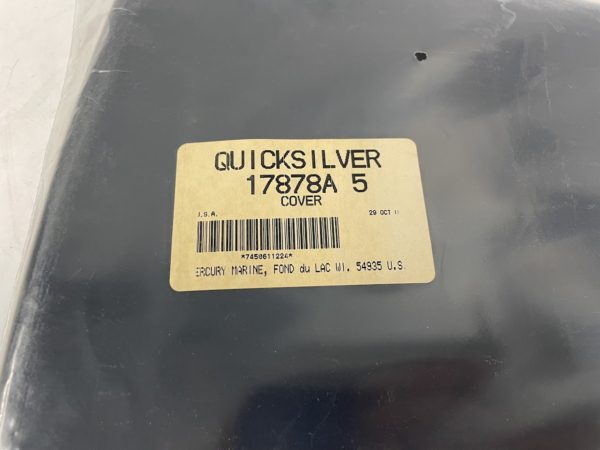 QUICKSILVER
17878A 5
COVER
29 OCT
*7450611224*
ERCURY MARINE, FOND du LAC WI. 54935 U.S